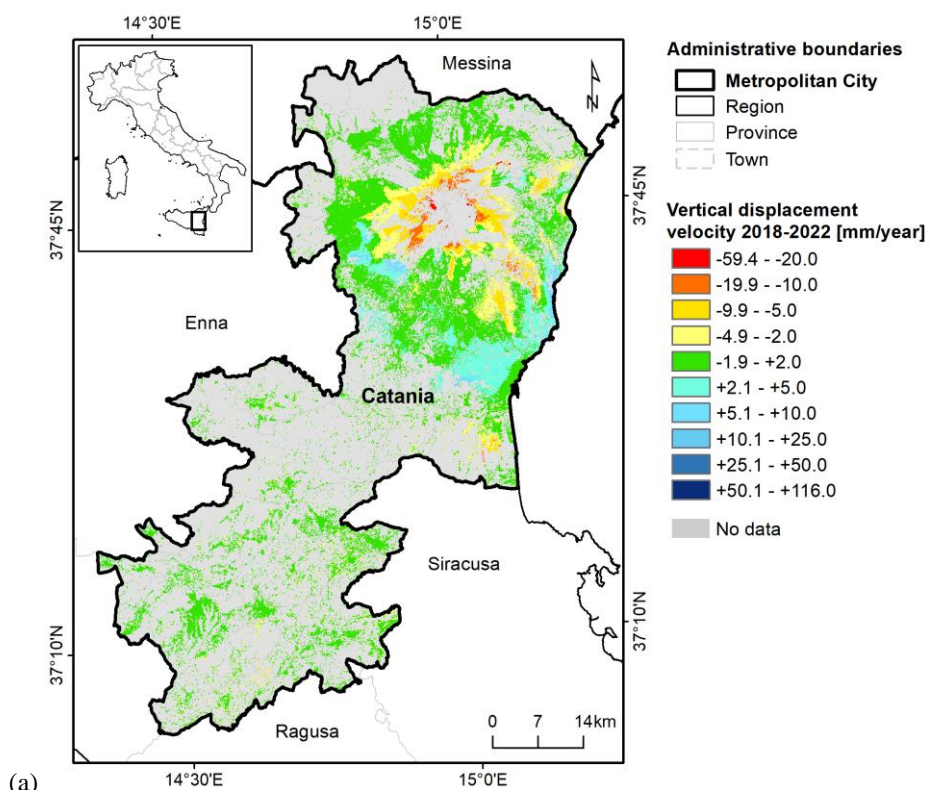 14°30'E 15°0'E
Messina
N
37°45'N
37°45'N
Enna
Catania
Siracusa
37°10'N
37°10'N
Ragusa
0 7 14km
14°30'E 15°0'E
(a)
Administrative boundaries
Metropolitan City
Region
Province
Town
Vertical displacement
velocity 2018-2022 [mm/year]
-59.4 - -20.0
-19.9 - -10.0
-9.9 - -5.0
-4.9 - -2.0
-1.9 - +2.0
+2.1 - +5.0
+5.1 - +10.0
+10.1 - +25.0
+25.1 - +50.0
+50.1 - +116.0
No data